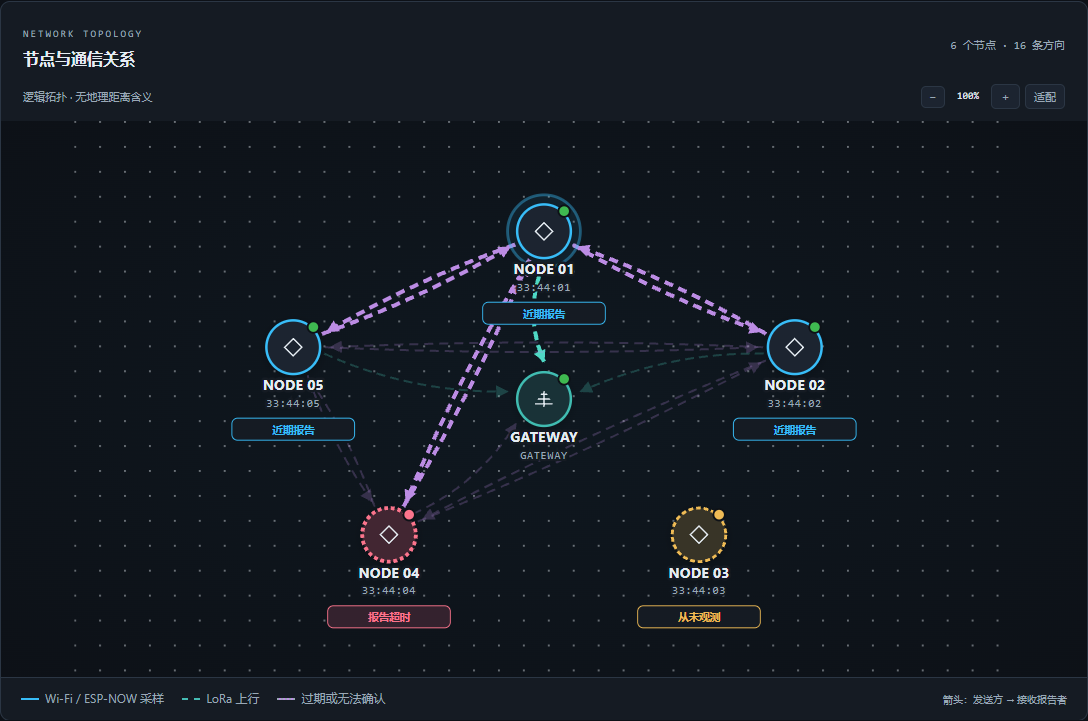 NETWORK TOPOLOGY
节点与通信关系
6 个节点 · 16 条方向
逻辑拓扑 · 无地理距离含义
− 100% + 适配
NODE 01
33:44:01
近期报告
NODE 05
33:44:05
近期报告
NODE 02
33:44:02
近期报告
GATEWAY
GATEWAY
NODE 04
33:44:04
报告超时
NODE 03
33:44:03
从未观测
Wi-Fi / ESP-NOW 采样 LoRa 上行 过期或无法确认
箭头: 发送方 → 接收报告者